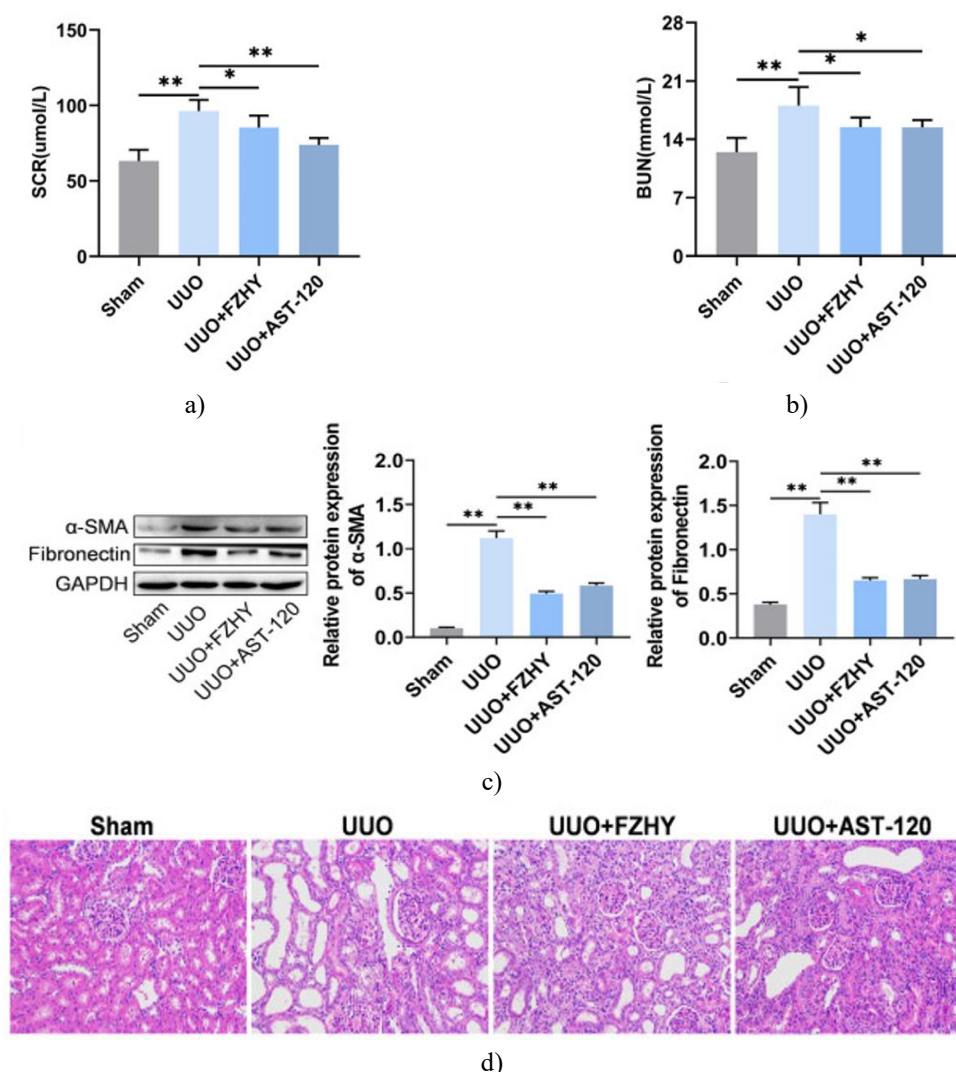 SCR(umol/L)
150
100
50
0
** * **
Sham
UUO
UUO+FZHY
UUO+AST-120
a)
BUN(mmol/L)
28
21
14
7
0
** * *
Sham
UUO
UUO+FZHY
UUO+AST-120
b)
α-SMA
Fibronectin
GAPDH
Sham
UUO
UUO+FZHY
UUO+AST-120
Relative protein expression
of α-SMA
2.0
1.5
1.0
0.5
0.0
** ** **
Sham
UUO
UUO+FZHY
UUO+AST-120
Relative protein expression
of Fibronectin
2.0
1.5
1.0
0.5
0.0
** ** **
Sham
UUO
UUO+FZHY
UUO+AST-120
c)
Sham UUO UUO+FZHY UUO+AST-120
d)